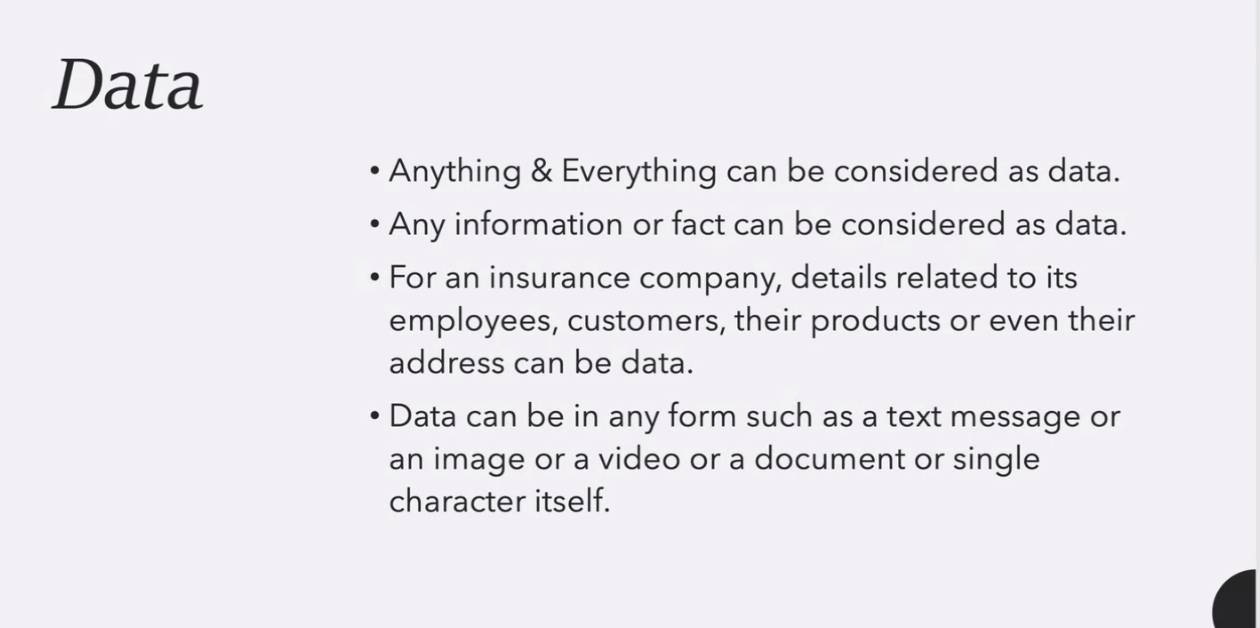 Data
• Anything & Everything can be considered as data.
• Any information or fact can be considered as data.
• For an insurance company, details related to its
employees, customers, their products or even their
address can be data.
• Data can be in any form such as a text message or
an image or a video or a document or single
character itself.